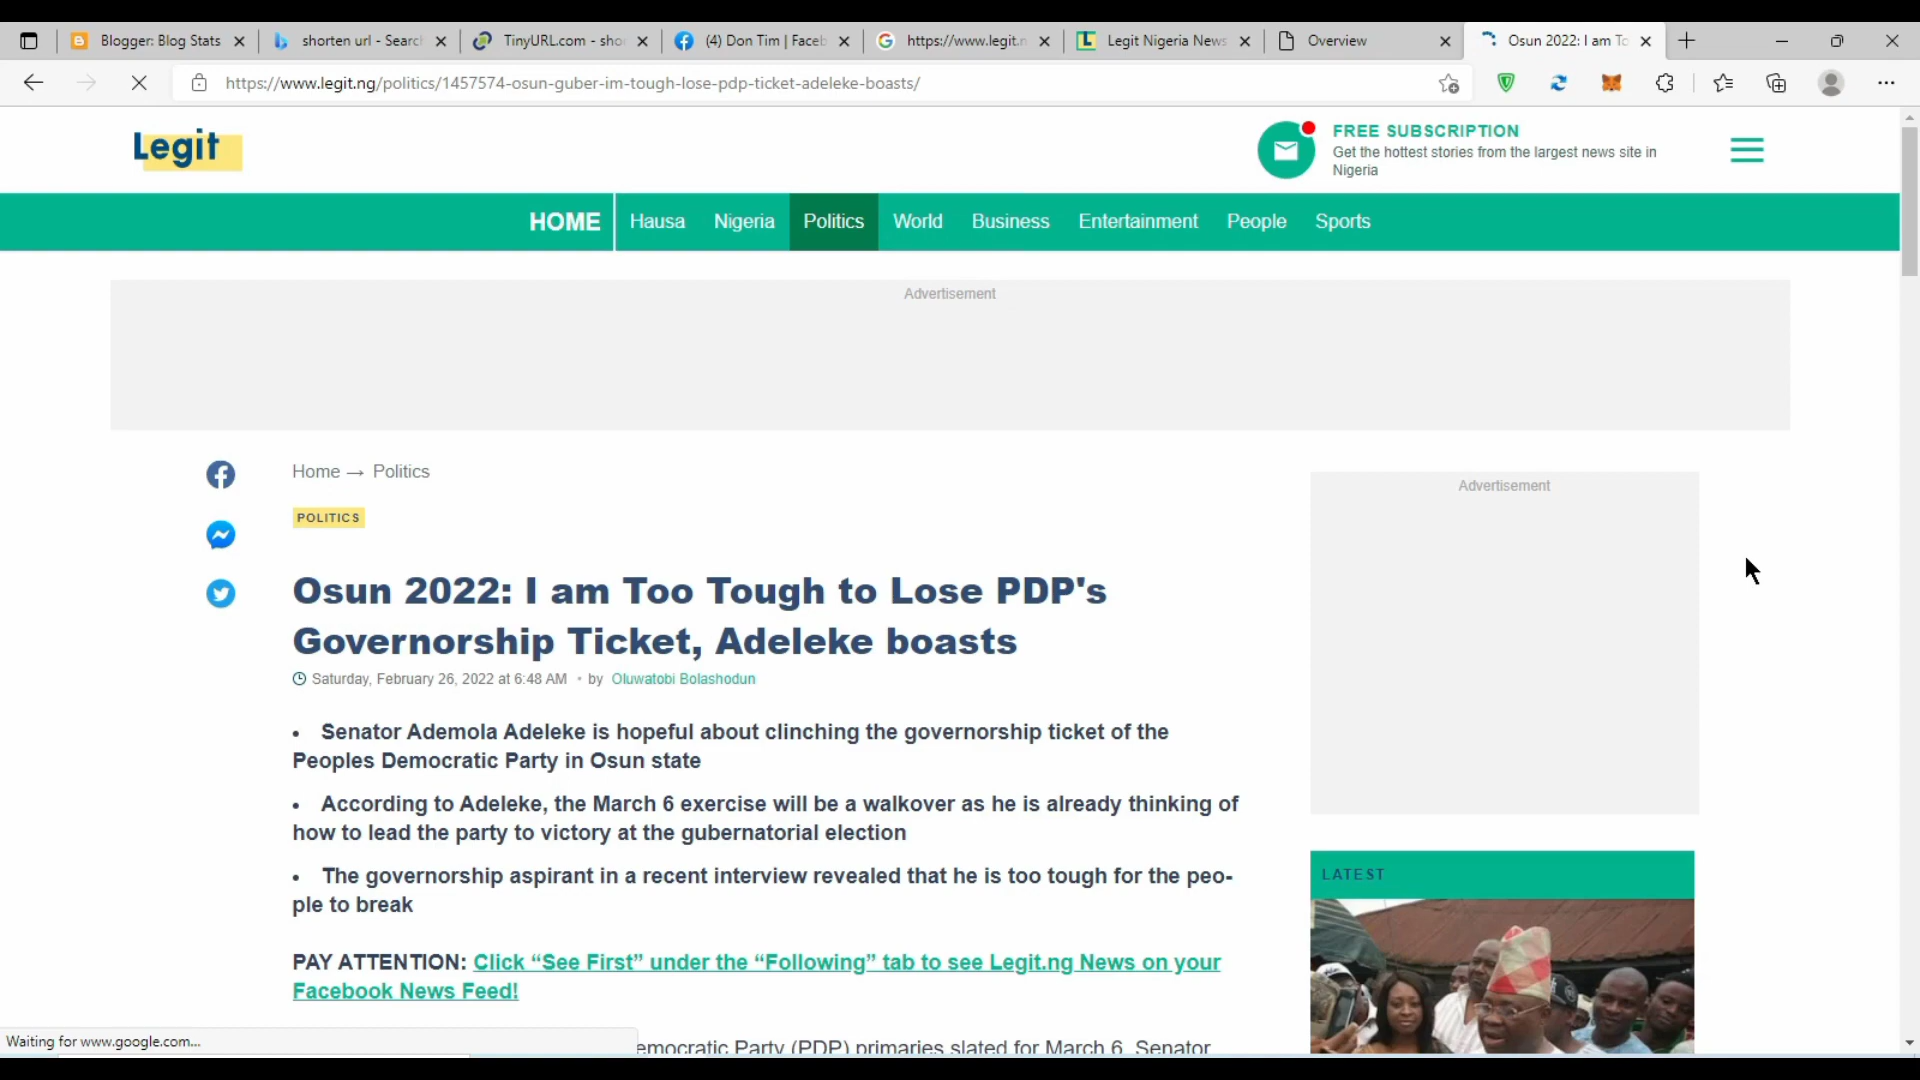 Blogger: Blog Stats
shorten url - Searc
TinyURL.com - sho
(4) Don Tim | Faceb
https://www.legit.n
Legit Nigeria News
Overview
Osun 2022: I am To
https://www.legit.ng/politics/1457574-osun-guber-im-tough-lose-pdp-ticket-adeleke-boasts/
Legit
FREE SUBSCRIPTION
Get the hottest stories from the largest news site in
Nigeria
HOME Hausa Nigeria Politics World Business Entertainment People Sports
Advertisement
Home → Politics
POLITICS
Osun 2022: I am Too Tough to Lose PDP's
Governorship Ticket, Adeleke boasts
Saturday, February 26, 2022 at 6:48 AM • by Oluwatobi Bolashodun
• Senator Ademola Adeleke is hopeful about clinching the governorship ticket of the
Peoples Democratic Party in Osun state
• According to Adeleke, the March 6 exercise will be a walkover as he is already thinking of
how to lead the party to victory at the gubernatorial election
• The governorship aspirant in a recent interview revealed that he is too tough for the peo-
ple to break
PAY ATTENTION: Click “See First” under the “Following” tab to see Legit.ng News on your
Facebook News Feed!
emocratic Party (PDP) primaries slated for March 6, Senator
Advertisement
LATEST
Waiting for www.google.com...